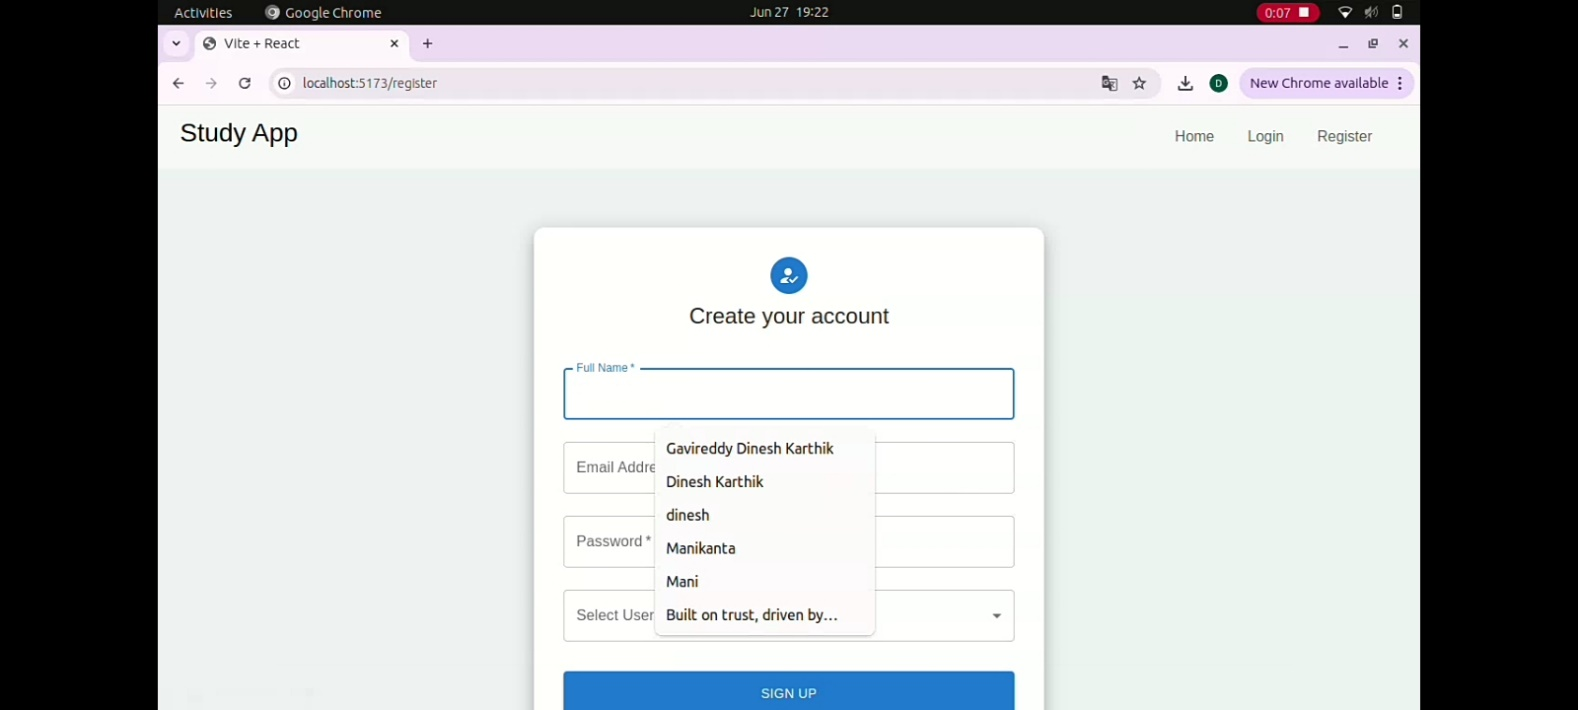 Activities Google Chrome Jun 27 19:22 0:07
Vite + React
localhost:5173/register D New Chrome available
Study App Home Login Register
Create your account
Full Name *
Gavireddy Dinesh Karthik
Email Addre
Dinesh Karthik
dinesh
Password *
Manikanta
Mani
Select User
Built on trust, driven by...
SIGN UP